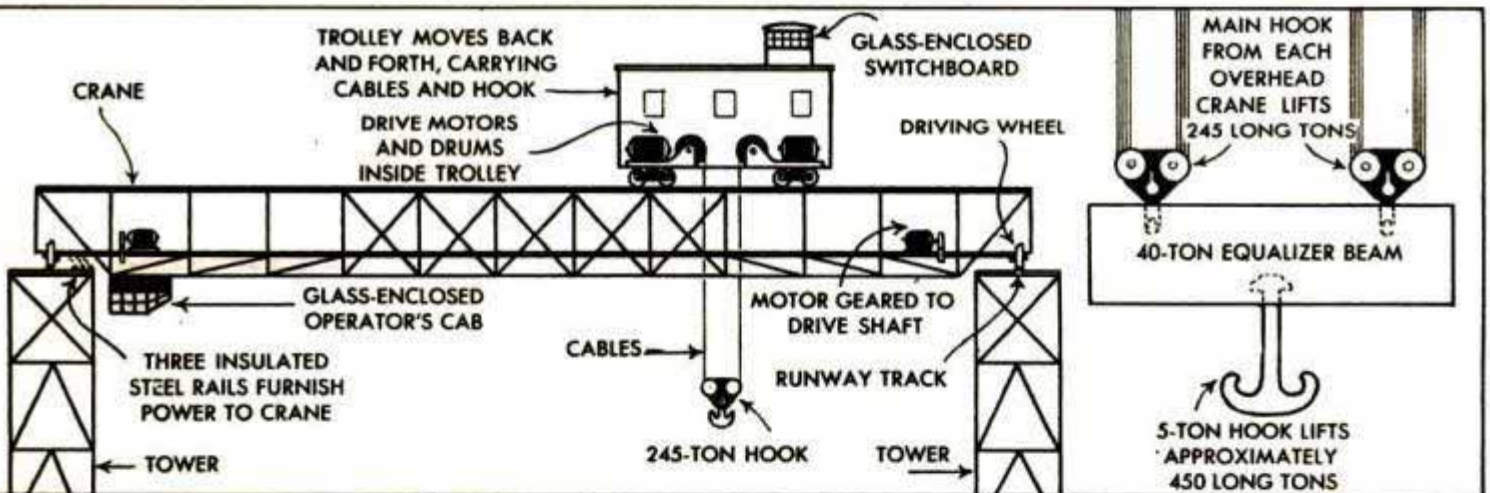 CRANE
TROLLEY MOVES BACK
AND FORTH, CARRYING
CABLES AND HOOK
DRIVE MOTORS
AND DRUMS
INSIDE TROLLEY
GLASS-ENCLOSED
SWITCHBOARD
DRIVING WHEEL
GLASS-ENCLOSED
OPERATOR'S CAB
THREE INSULATED
STEEL RAILS FURNISH
POWER TO CRANE
TOWER
CABLES
245-TON HOOK
MOTOR GEARED TO
DRIVE SHAFT
RUNWAY TRACK
TOWER
MAIN HOOK
FROM EACH
OVERHEAD
CRANE LIFTS
245 LONG TONS
40-TON EQUALIZER BEAM
5-TON HOOK LIFTS
APPROXIMATELY
450 LONG TONS